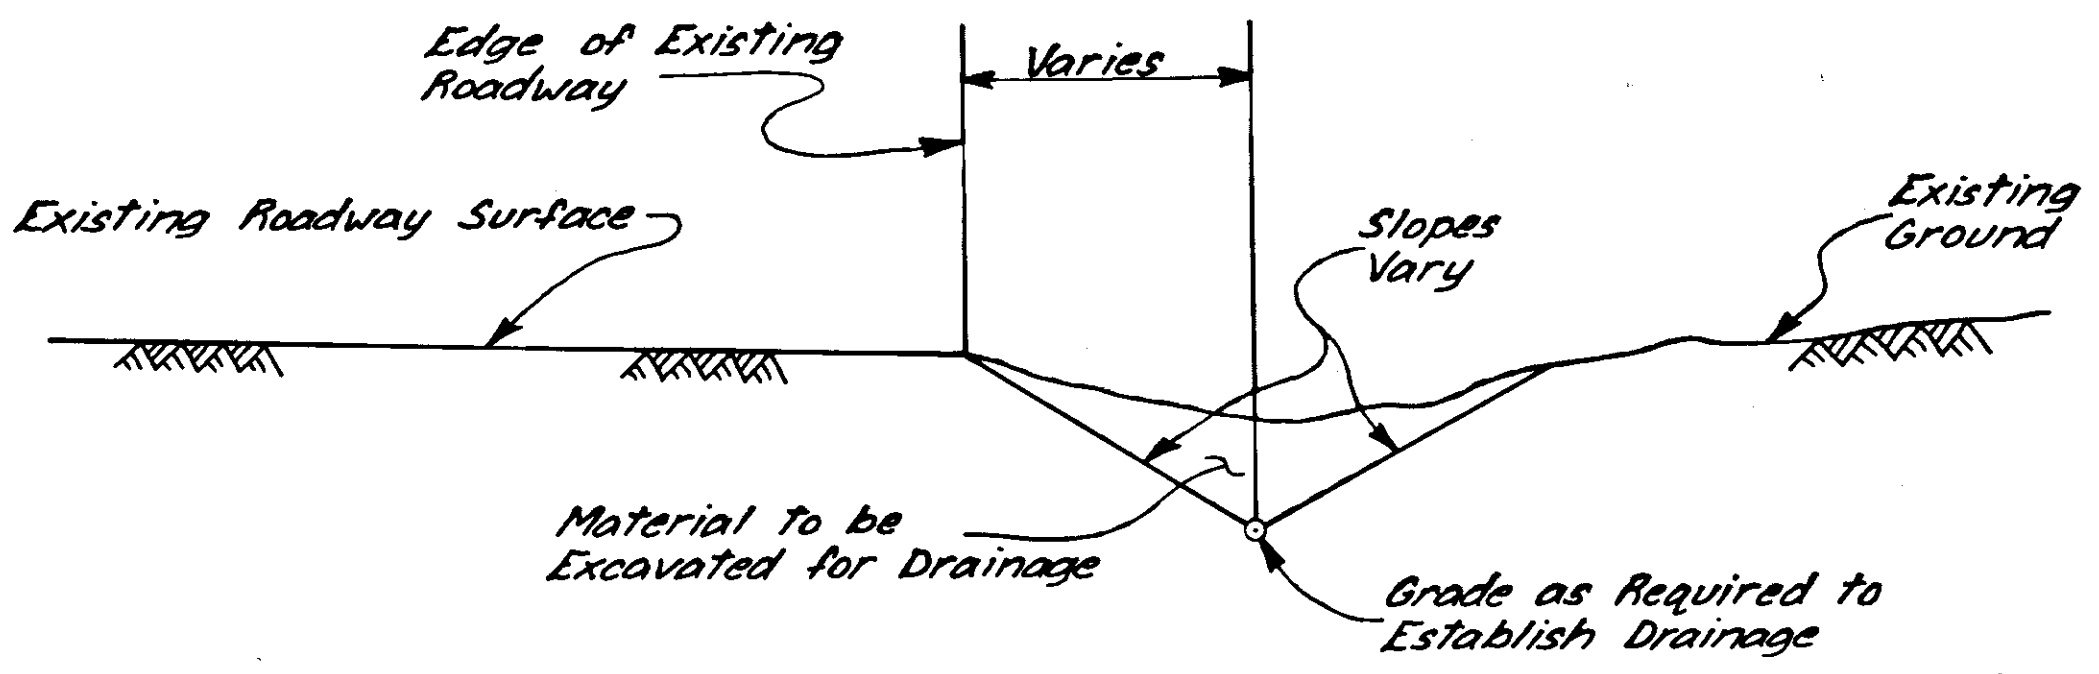 Edge of Existing
Roadway
Varies
Existing Roadway Surface
Slopes
Vary
Existing
Ground
Material to be
Excavated for Drainage
Grade as Required to
Establish Drainage